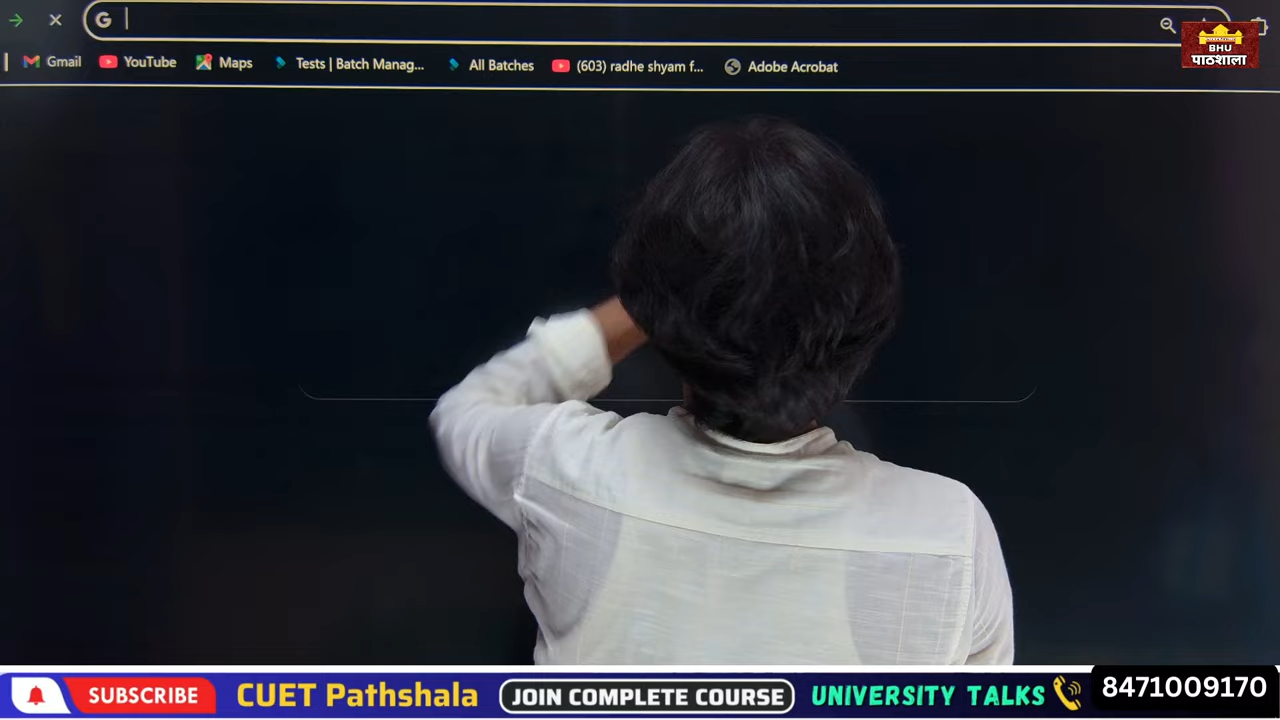 Gmail YouTube Maps Tests | Batch Manag... All Batches (603) radhe shyam f... Adobe Acrobat
BHU
पाठशाला
SUBSCRIBE CUET Pathshala JOIN COMPLETE COURSE UNIVERSITY TALKS 8471009170